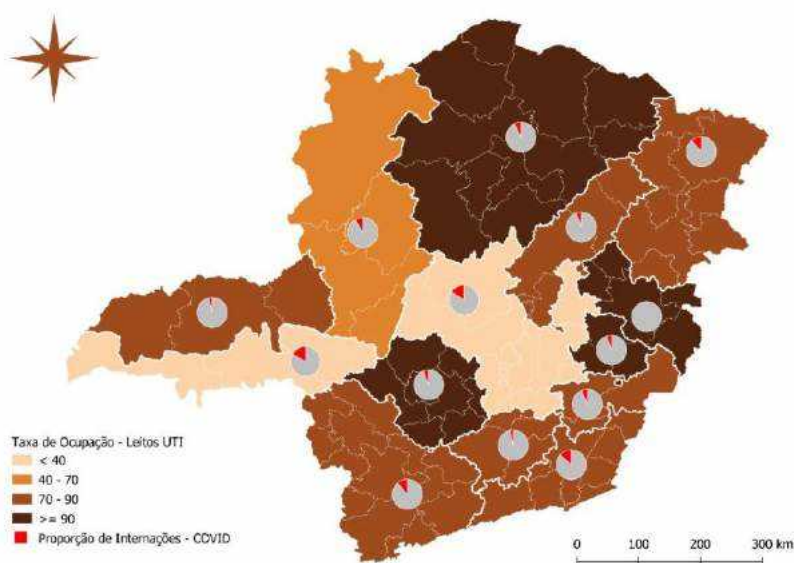 Taxa de Ocupação - Leitos UTI
< 40
40 - 70
70 - 90
>= 90
Proporção de Internações - COVID
0 100 200 300 km